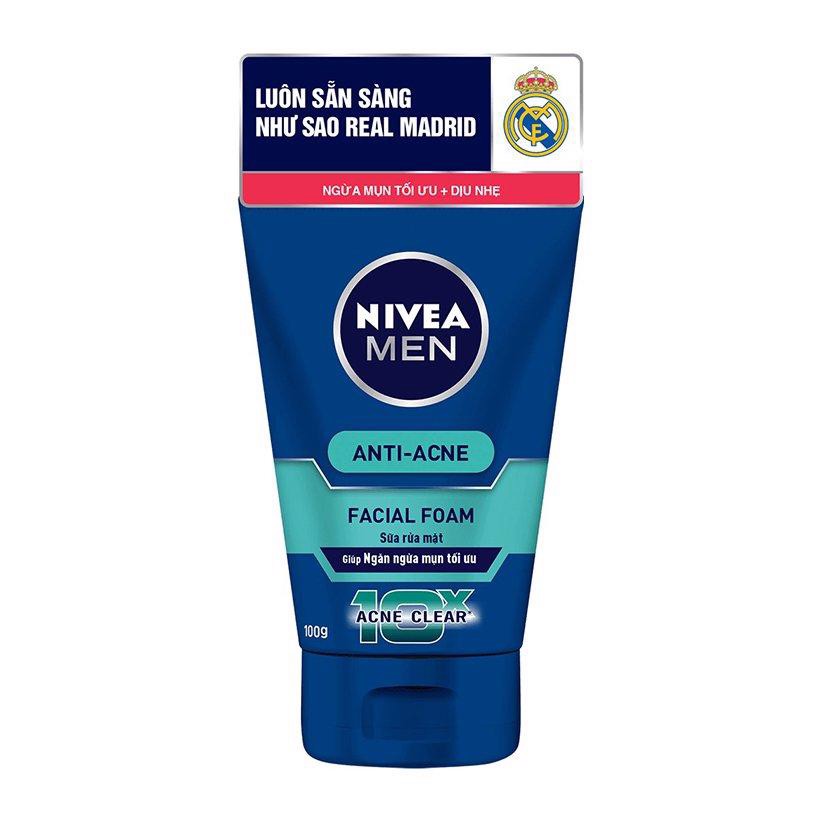 LUÔN SẴN SÀNG
NHƯ SAO REAL MADRID
NGỪA MỤN TỐI ƯU + DỊU NHẸ
NIVEA
MEN
ANTI-ACNE
FACIAL FOAM
Sữa rửa mặt
Giúp Ngăn ngừa mụn tối ưu
10X
ACNE CLEAR*
100g